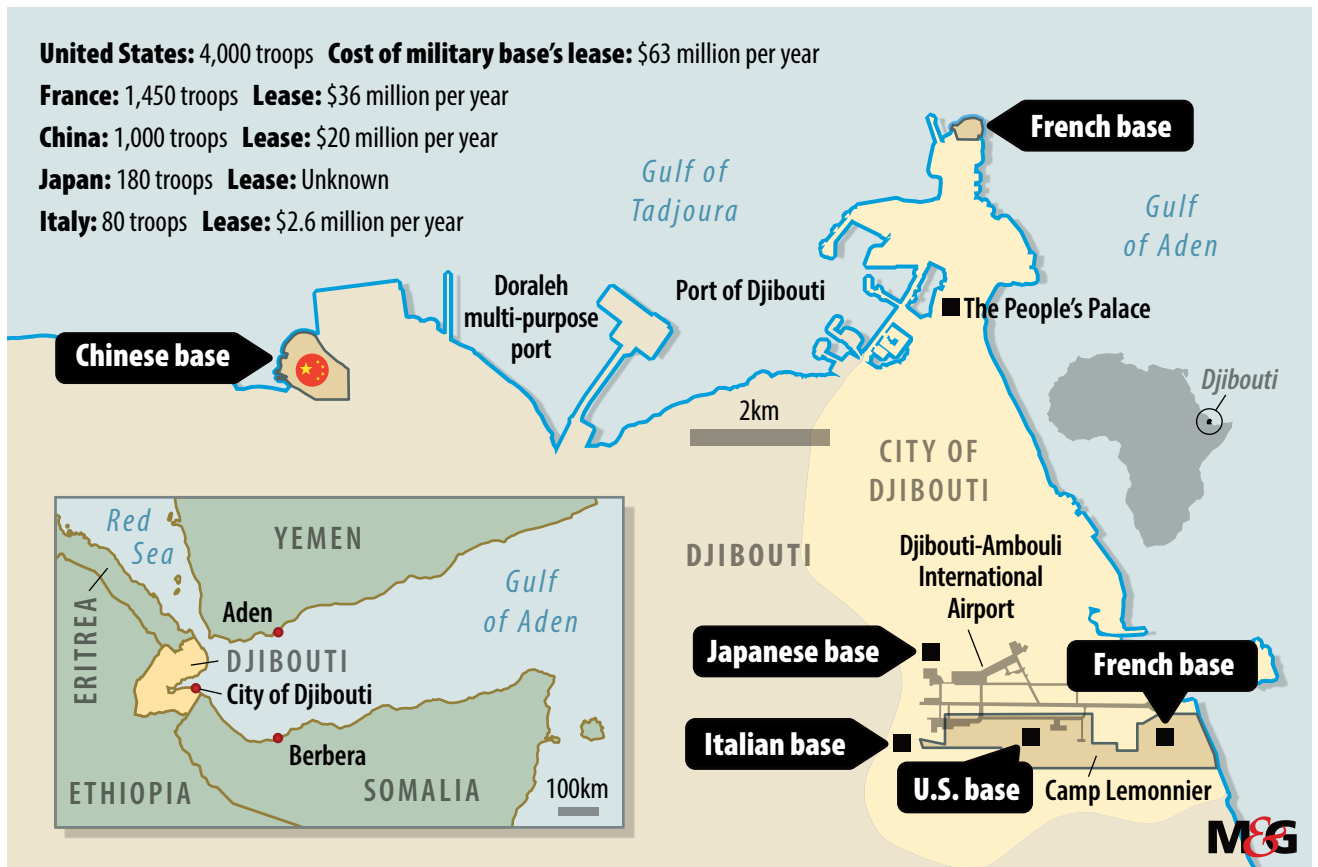 United States: 4,000 troops Cost of military base's lease: $63 million per year
France: 1,450 troops Lease: $36 million per year
China: 1,000 troops Lease: $20 million per year
Japan: 180 troops Lease: Unknown
Italy: 80 troops Lease: $2.6 million per year
French base
Gulf of
Tadjoura
Gulf
of Aden
Doraleh
multi-purpose
port
Port of Djibouti
The People's Palace
Chinese base
Djibouti
2km
CITY OF
DJIBOUTI
DJIBOUTI
Djibouti-Ambouli
International
Airport
Japanese base
French base
Italian base
U.S. base
Camp Lemonnier
Red
Sea
YEMEN
Gulf
of Aden
Aden
ERITREA
DJIBOUTI
City of Djibouti
Berbera
ETHIOPIA
SOMALIA
100km
M&G